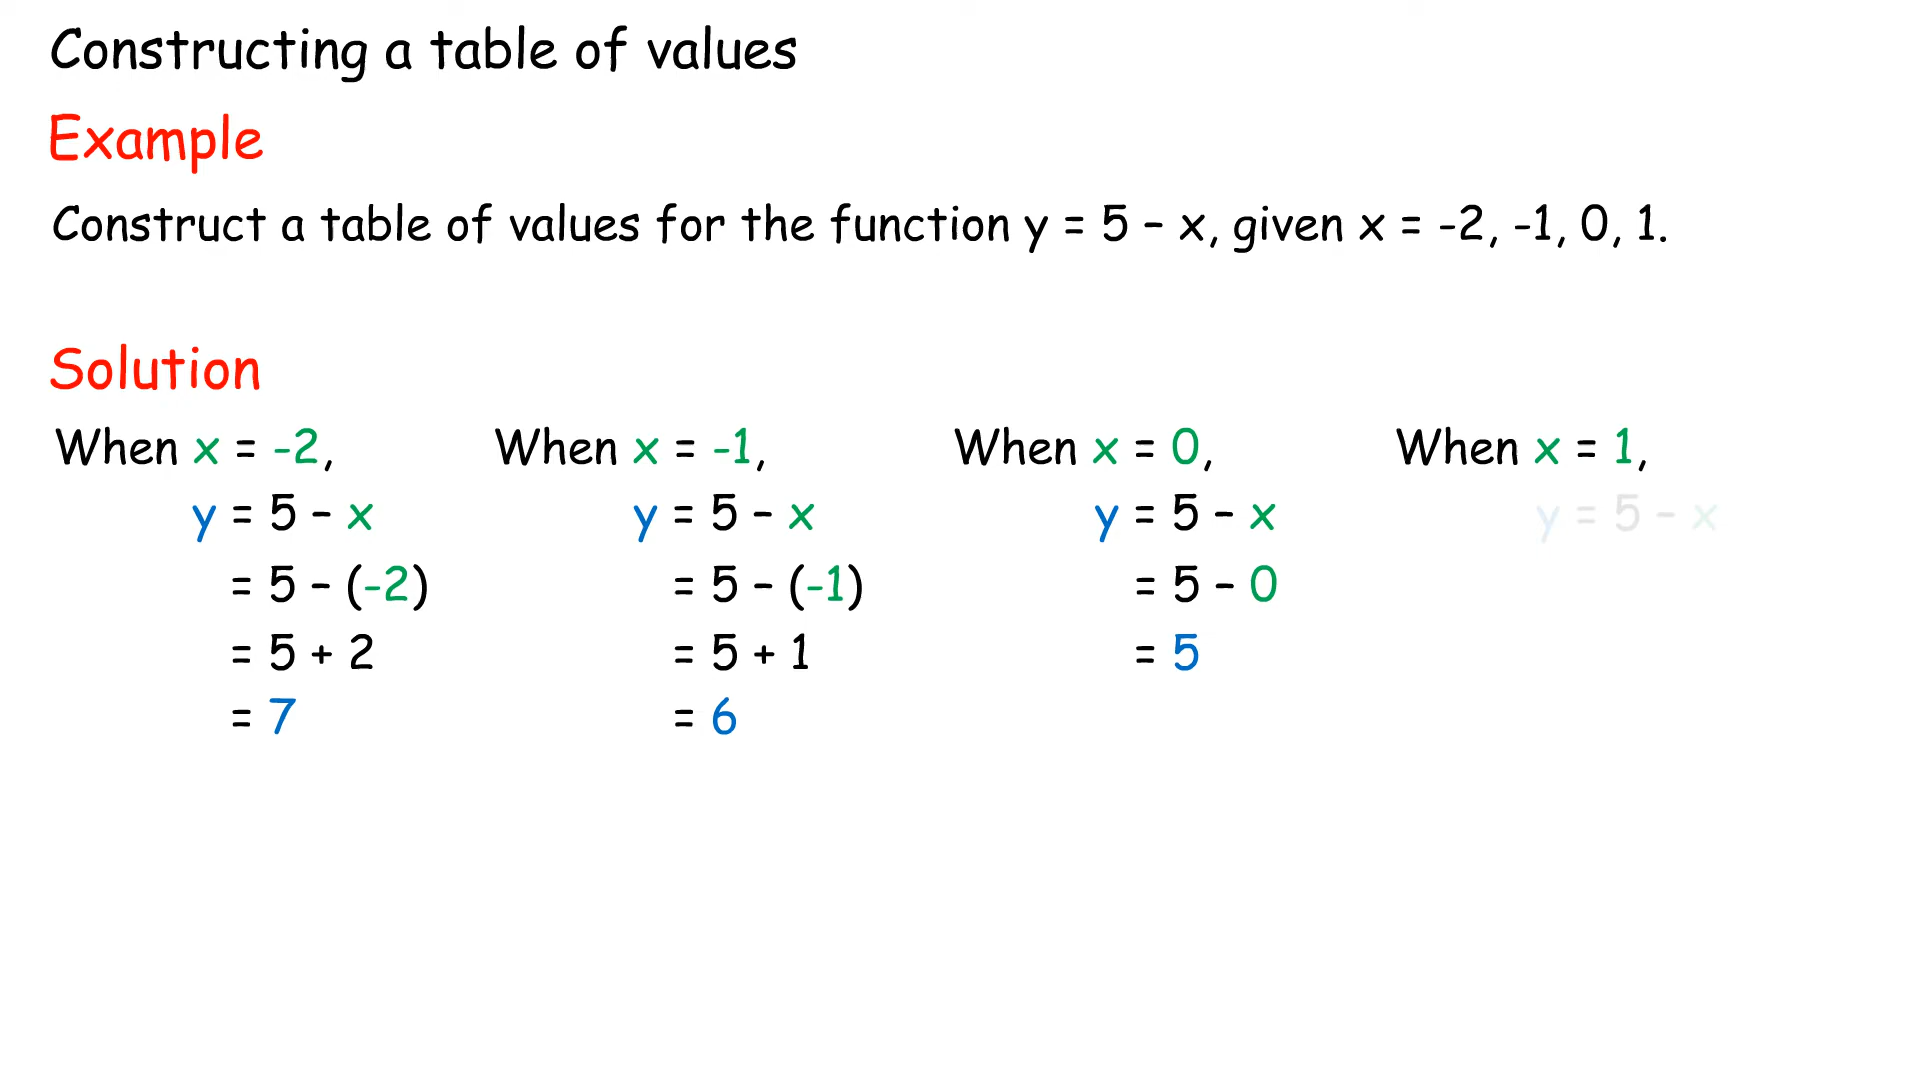 Constructing a table of values
Example
Construct a table of values for the function y = 5 – x, given x = -2, -1, 0, 1.
Solution
When x = -2,
y = 5 – x
= 5 – (-2)
= 5 + 2
= 7
When x = -1,
y = 5 – x
= 5 – (-1)
= 5 + 1
= 6
When x = 0,
y = 5 – x
= 5 – 0
= 5
When x = 1,
y = 5 – x